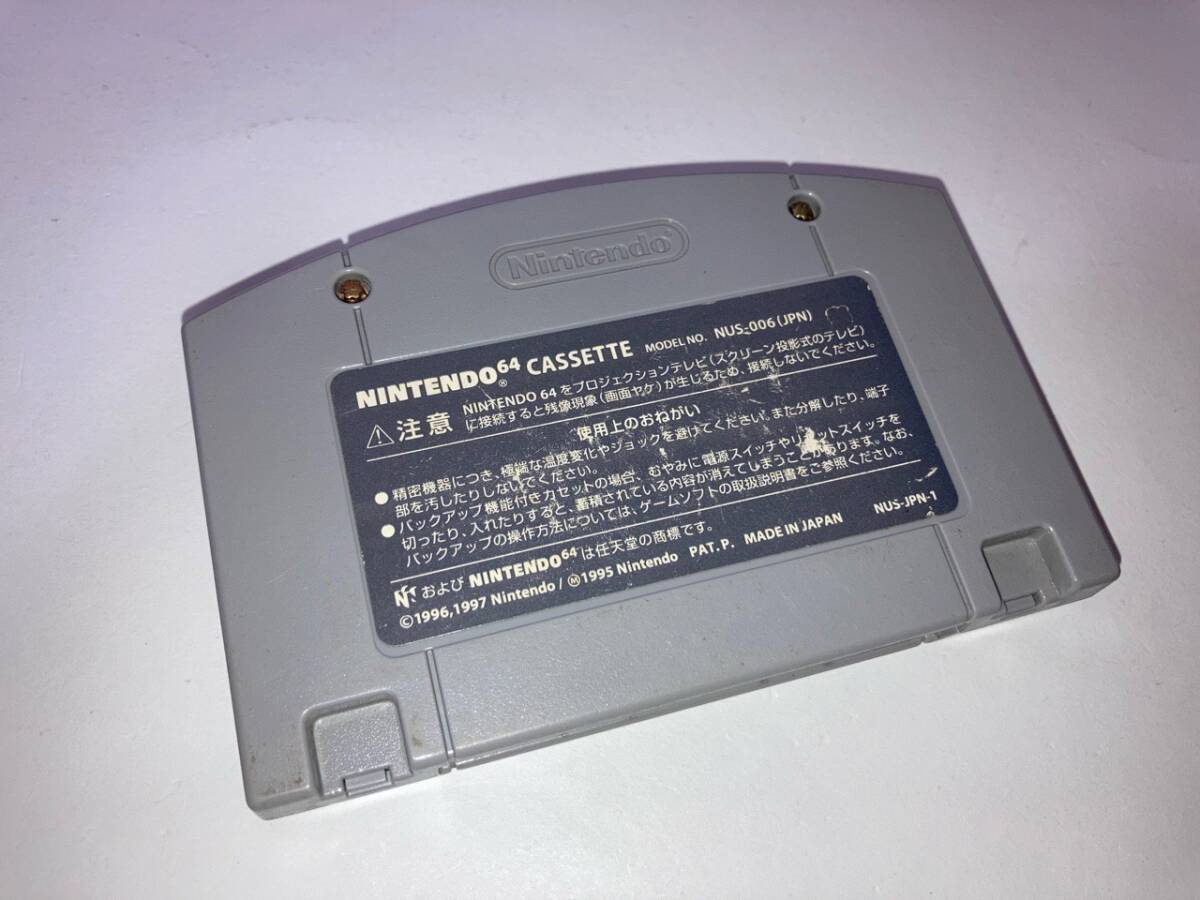 Nintendo
NINTENDO64® CASSETTE MODEL NO. NUS-006(JPN)
⚠注意 NINTENDO 64 をプロジェクションテレビ(スクリーン投影式のテレビ)
に接続すると残像現象(画面ヤケ)が生じるため、接続しないでください。
使用上のおねがい
●精密機器につき、極端な温度変化やショックを避けてください。また分解したり、端子
部を汚したりしないでください。
●バックアップ機能付きカセットの場合、むやみに電源スイッチやリセットスイッチを
切ったり、入れたりすると、蓄積されている内容が消えてしまうことがあります。なお、
バックアップの操作方法については、ゲームソフトの取扱説明書をご参照ください。
および NINTENDO64 は任天堂の商標です。
©1996,1997 Nintendo/Ⓜ1995 Nintendo PAT.P. MADE IN JAPAN NUS-JPN-1